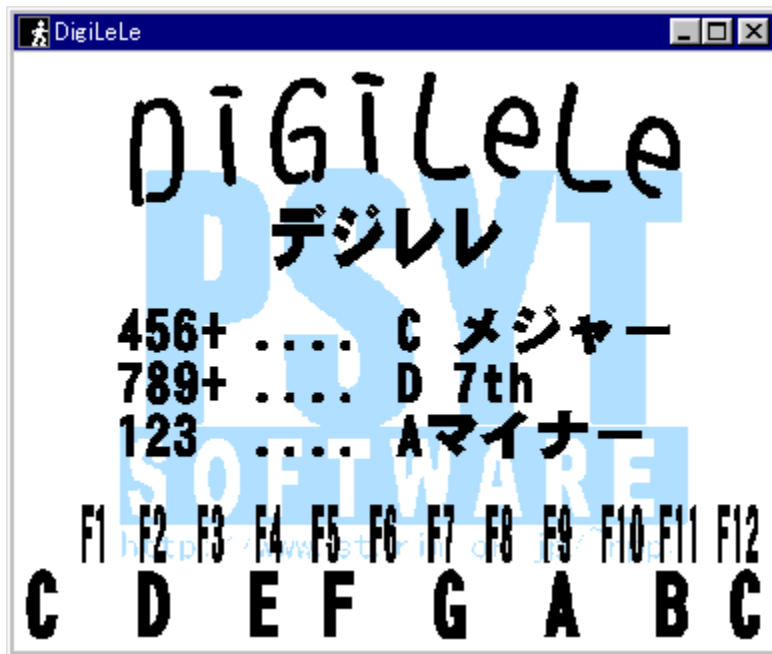 DigiLeLe
DiGiLeLe
デジレレ
PSYT
456+ .... C メジャー
789+ .... D 7th
123 .... Aマイナー
SOFTWARE
F1 F2 F3 F4 F5 F6 F7 F8 F9 F10 F11 F12
C D E F G A B C